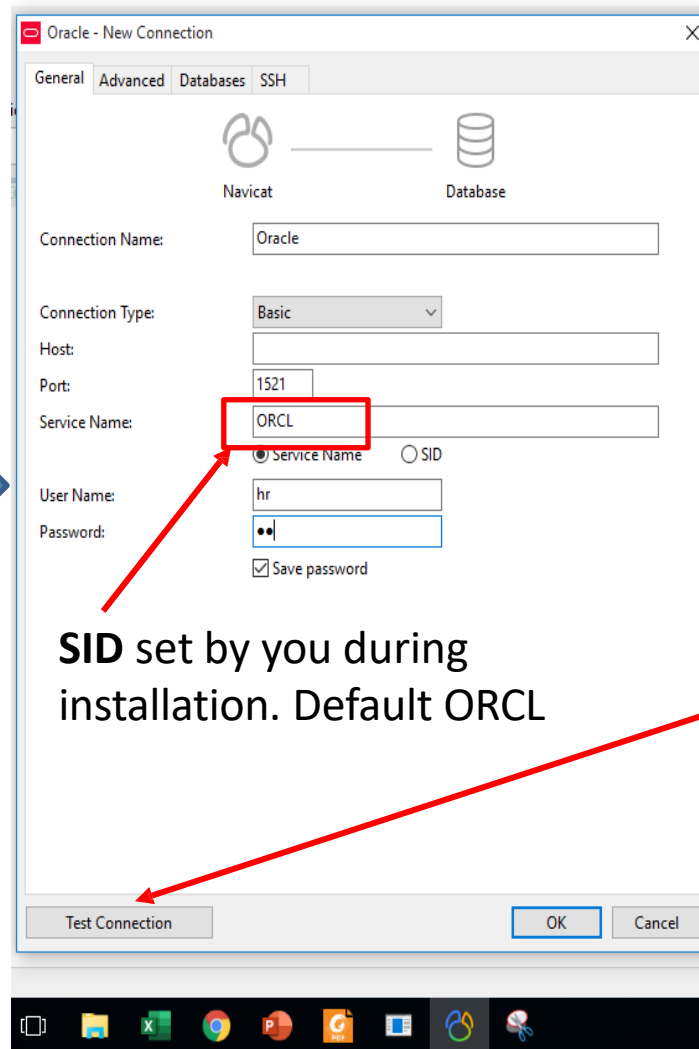 Oracle - New Connection
General Advanced Databases SSH
Navicat Database
Connection Name: Oracle
Connection Type: Basic
Host:
Port: 1521
Service Name: ORCL
Service Name SID
User Name: hr
Password: ••
Save password
SID set by you during
installation. Default ORCL
Test Connection OK Cancel